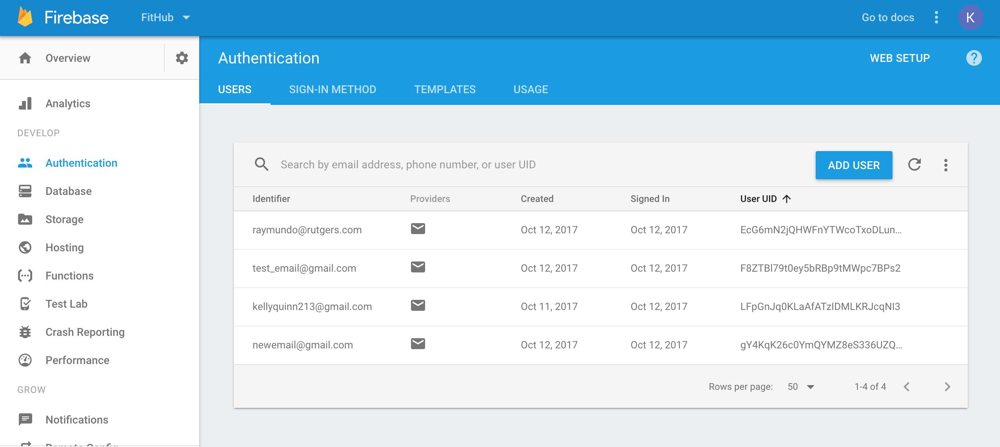 Firebase FitHub Go to docs K
Overview
Authentication WEB SETUP ?
USERS SIGN-IN METHOD TEMPLATES USAGE
Analytics
DEVELOP
Authentication
Database
Storage
Hosting
Functions
Test Lab
Crash Reporting
Performance
GROW
Notifications
Remote Config
Search by email address, phone number, or user UID ADD USER
Identifier Providers Created Signed In User UID
raymundo@rutgers.com Oct 12, 2017 Oct 12, 2017 EcG6mN2jQHWFnYTWcoTxoDLun...
test_email@gmail.com Oct 12, 2017 Oct 12, 2017 F8ZTBl79t0ey5bRBp9tMWpc7BPs2
kellyquinn213@gmail.com Oct 11, 2017 Oct 12, 2017 LFpGnJq0KLaAfATzIDMLKRJcqNI3
newemail@gmail.com Oct 12, 2017 Oct 12, 2017 gY4KqK26c0YmQYMZ8eS336UZQ...
Rows per page: 50 1-4 of 4